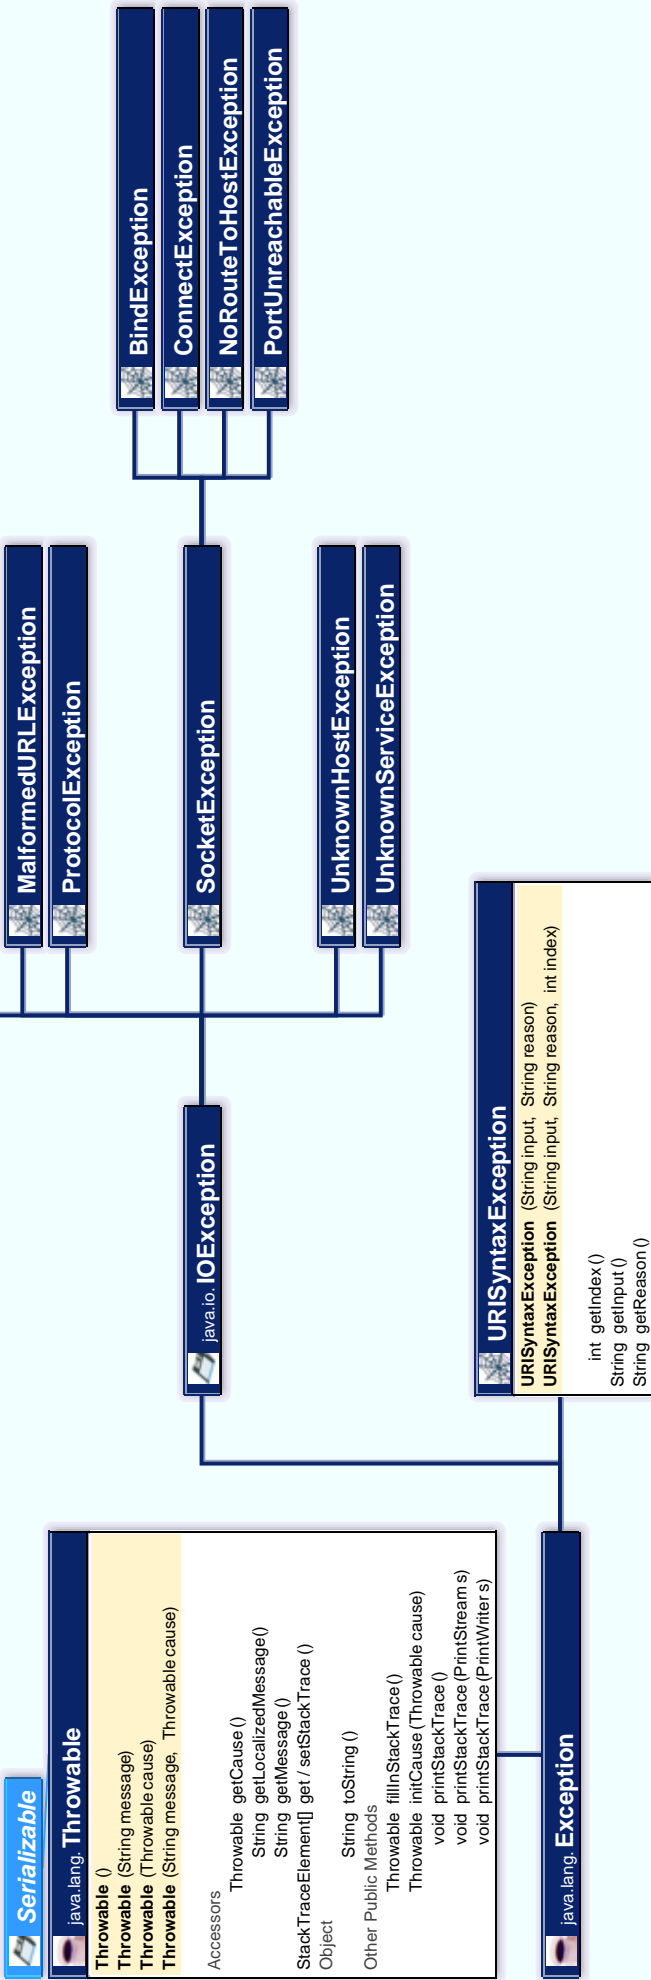 Serializable
java.lang. Throwable
Throwable ()
Throwable (String message)
Throwable (Throwable cause)
Throwable (String message, Throwable cause)
Accessors
Throwable getCause ()
String getLocalizedMessage ()
String getMessage ()
StackTraceElement[] get / setStackTrace ()
Object
String toString ()
Other Public Methods
Throwable fillInStackTrace ()
Throwable initCause (Throwable cause)
void printStackTrace ()
void printStackTrace (PrintStream s)
void printStackTrace (PrintWriter s)
java.lang. Exception
java.io. IOException
URISyntaxException
URISyntaxException (String input, String reason)
URISyntaxException (String input, String reason, int index)
int getIndex ()
String getInput ()
String getReason ()
MalformedURLException
ProtocolException
SocketException
UnknownHostException
UnknownServiceException
BindException
ConnectException
NoRouteToHostException
PortUnreachableException